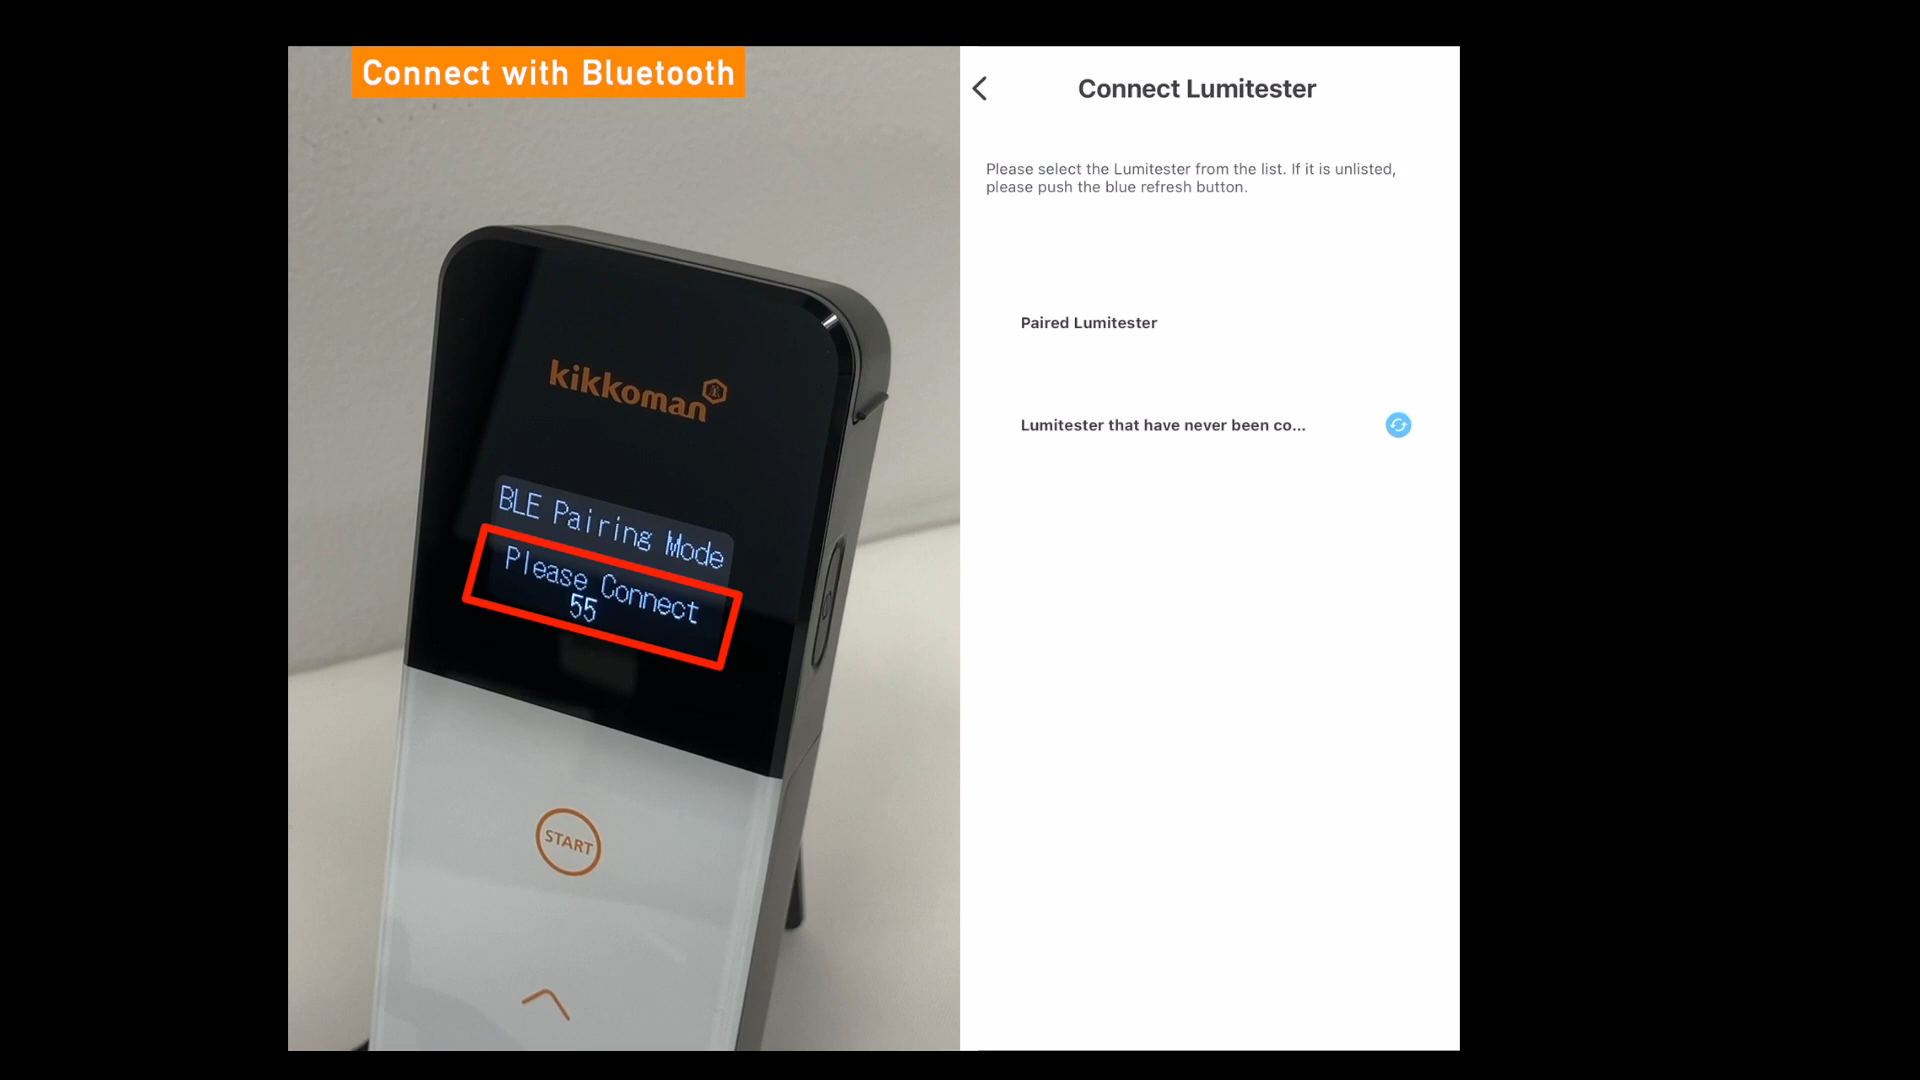 Connect with Bluetooth
kikkoman
BLE Pairing Mode
Please Connect
55
START
Connect Lumitester
Please select the Lumitester from the list. If it is unlisted,
please push the blue refresh button.
Paired Lumitester
Lumitester that have never been co...